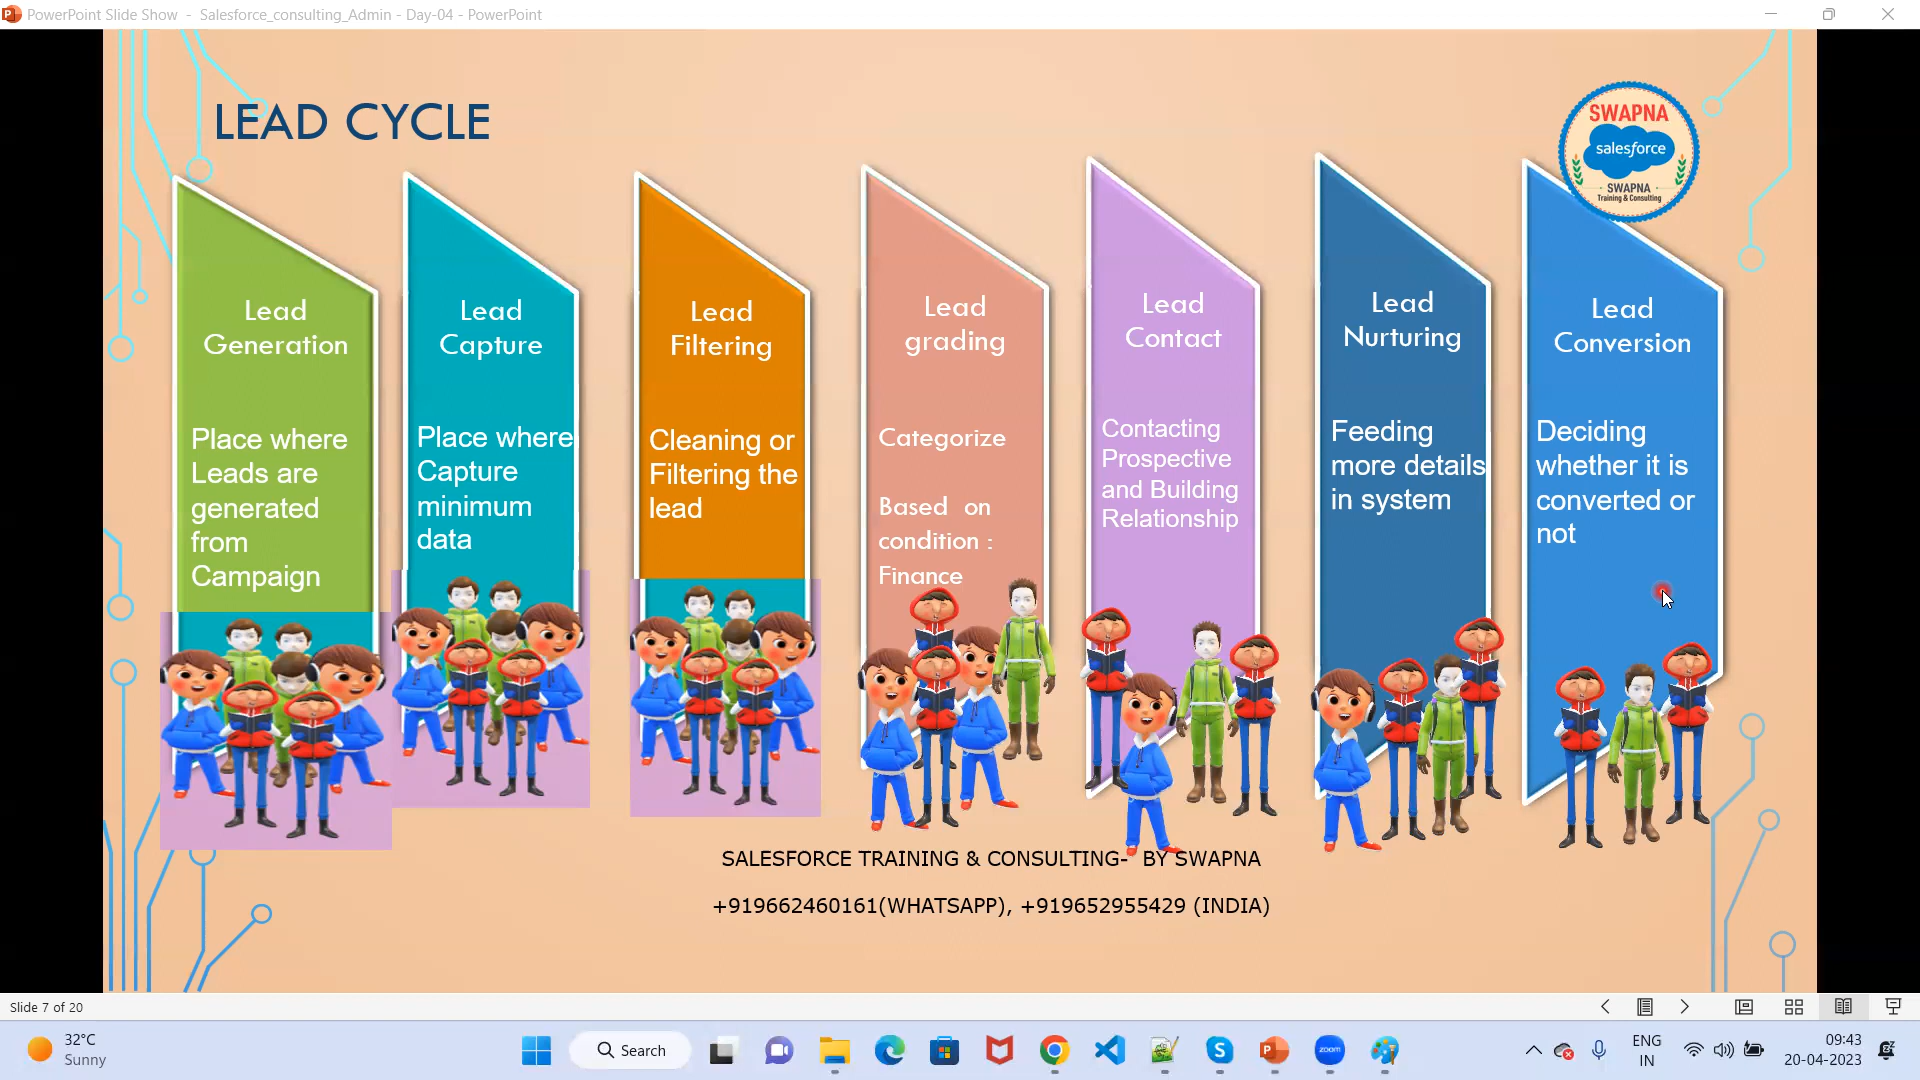 PowerPoint Slide Show - Salesforce_consulting_Admin - Day-04 - PowerPoint
LEAD CYCLE
SWAPNA
salesforce
SWAPNA
Training & Consulting
Lead
Generation
Place where
Leads are
generated
from
Campaign
Lead
Capture
Place where
Capture
minimum
data
Lead
Filtering
Cleaning or
Filtering the
lead
Lead
grading
Categorize
Based on
condition :
Finance
Lead
Contact
Contacting
Prospective
and Building
Relationship
Lead
Nurturing
Feeding
more details
in system
Lead
Conversion
Deciding
whether it is
converted or
not
SALESFORCE TRAINING & CONSULTING- BY SWAPNA
+919662460161(WHATSAPP), +919652955429 (INDIA)
Slide 7 of 20
32°C
Sunny
Search
zoom
ENG
IN
09:43
20-04-2023